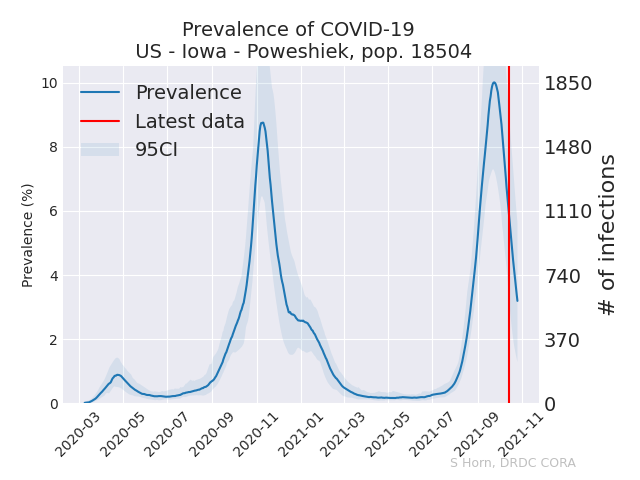 Prevalence of COVID-19
US - Iowa - Poweshiek, pop. 18504
Prevalence
Latest data
95CI
Prevalence (%)
10
8
6
4
2
0
1850
1480
1110
740
370
0
# of infections
2020-03
2020-05
2020-07
2020-09
2020-11
2021-01
2021-03
2021-05
2021-07
2021-09
2021-11
S Horn, DRDC CORA